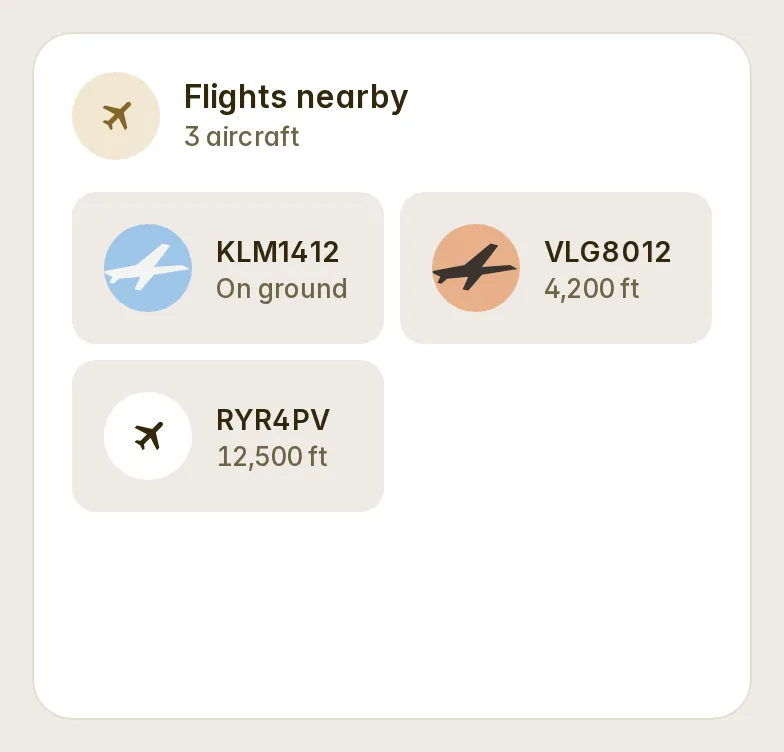 Flights nearby
3 aircraft
KLM1412
On ground
VLG8012
4,200 ft
RYR4PV
12,500 ft